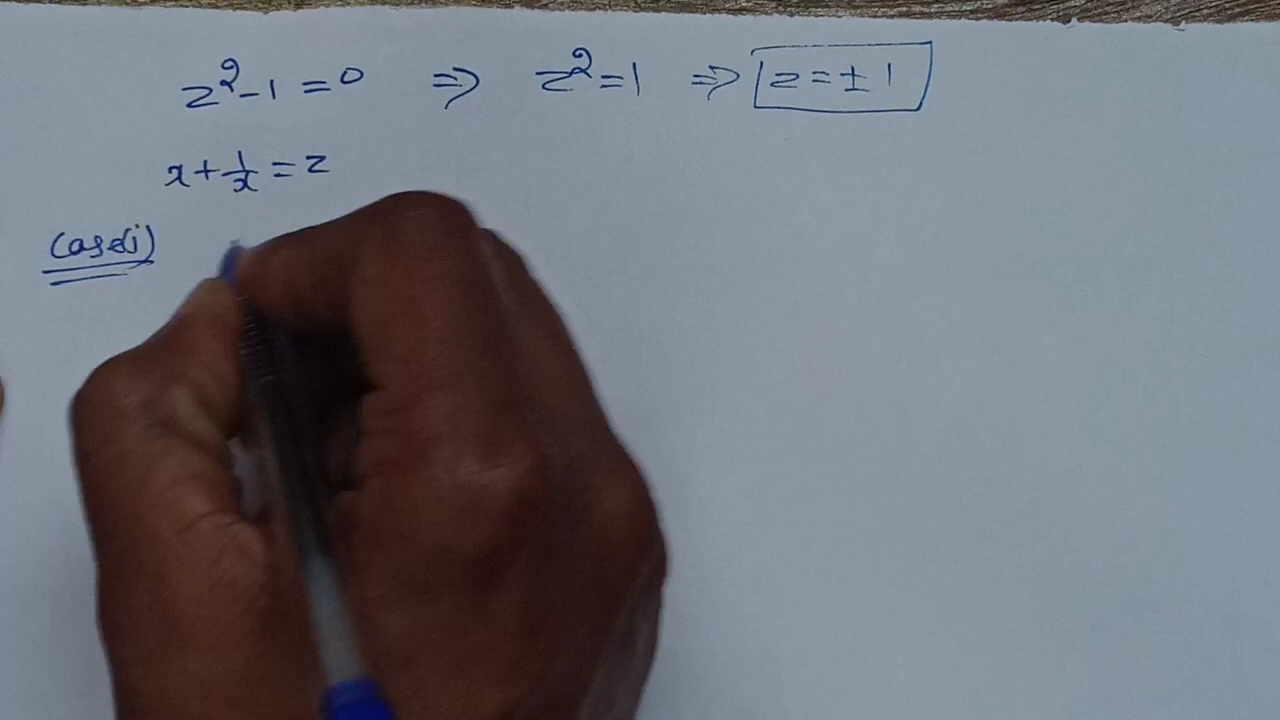 z²-1=0 ⇒ z²=1 ⇒ z=±1
x+1/x=z
Case(i)